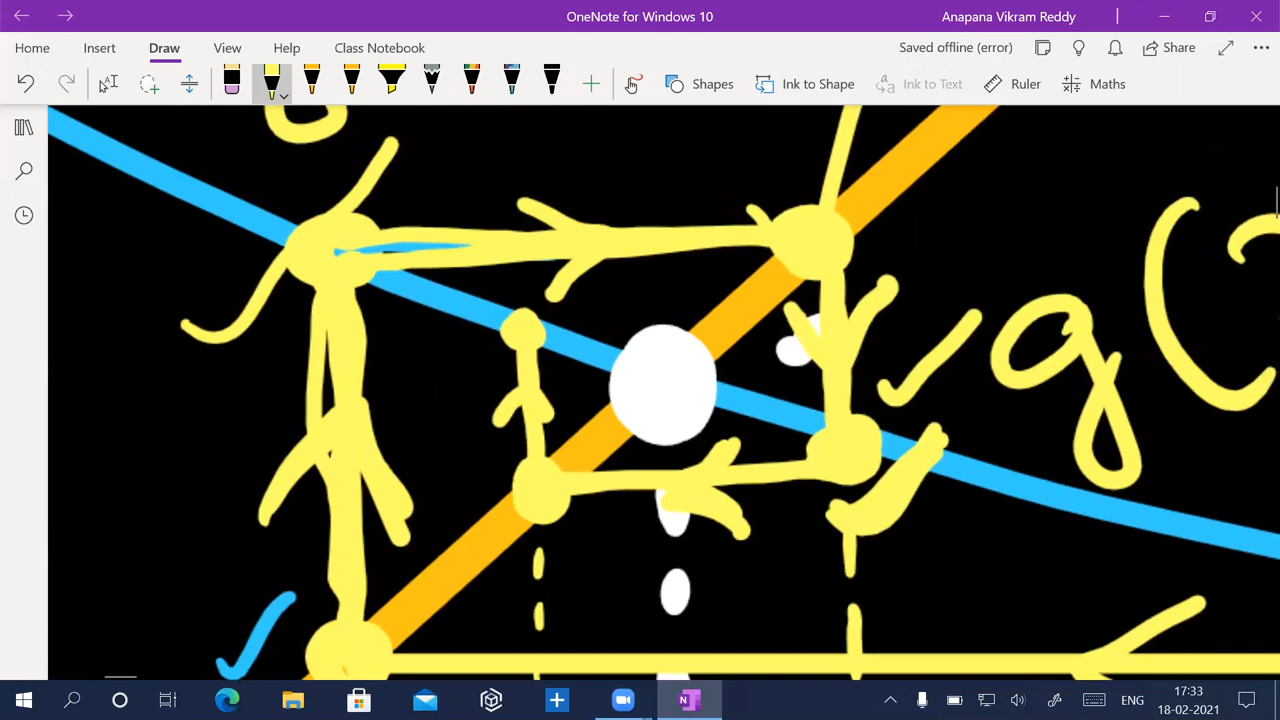 OneNote for Windows 10
Anapana Vikram Reddy
Home Insert Draw View Help Class Notebook
Saved offline (error)
Share
Shapes
Ink to Shape
Ink to Text
Ruler
Maths
g(
ENG
17:33
18-02-2021